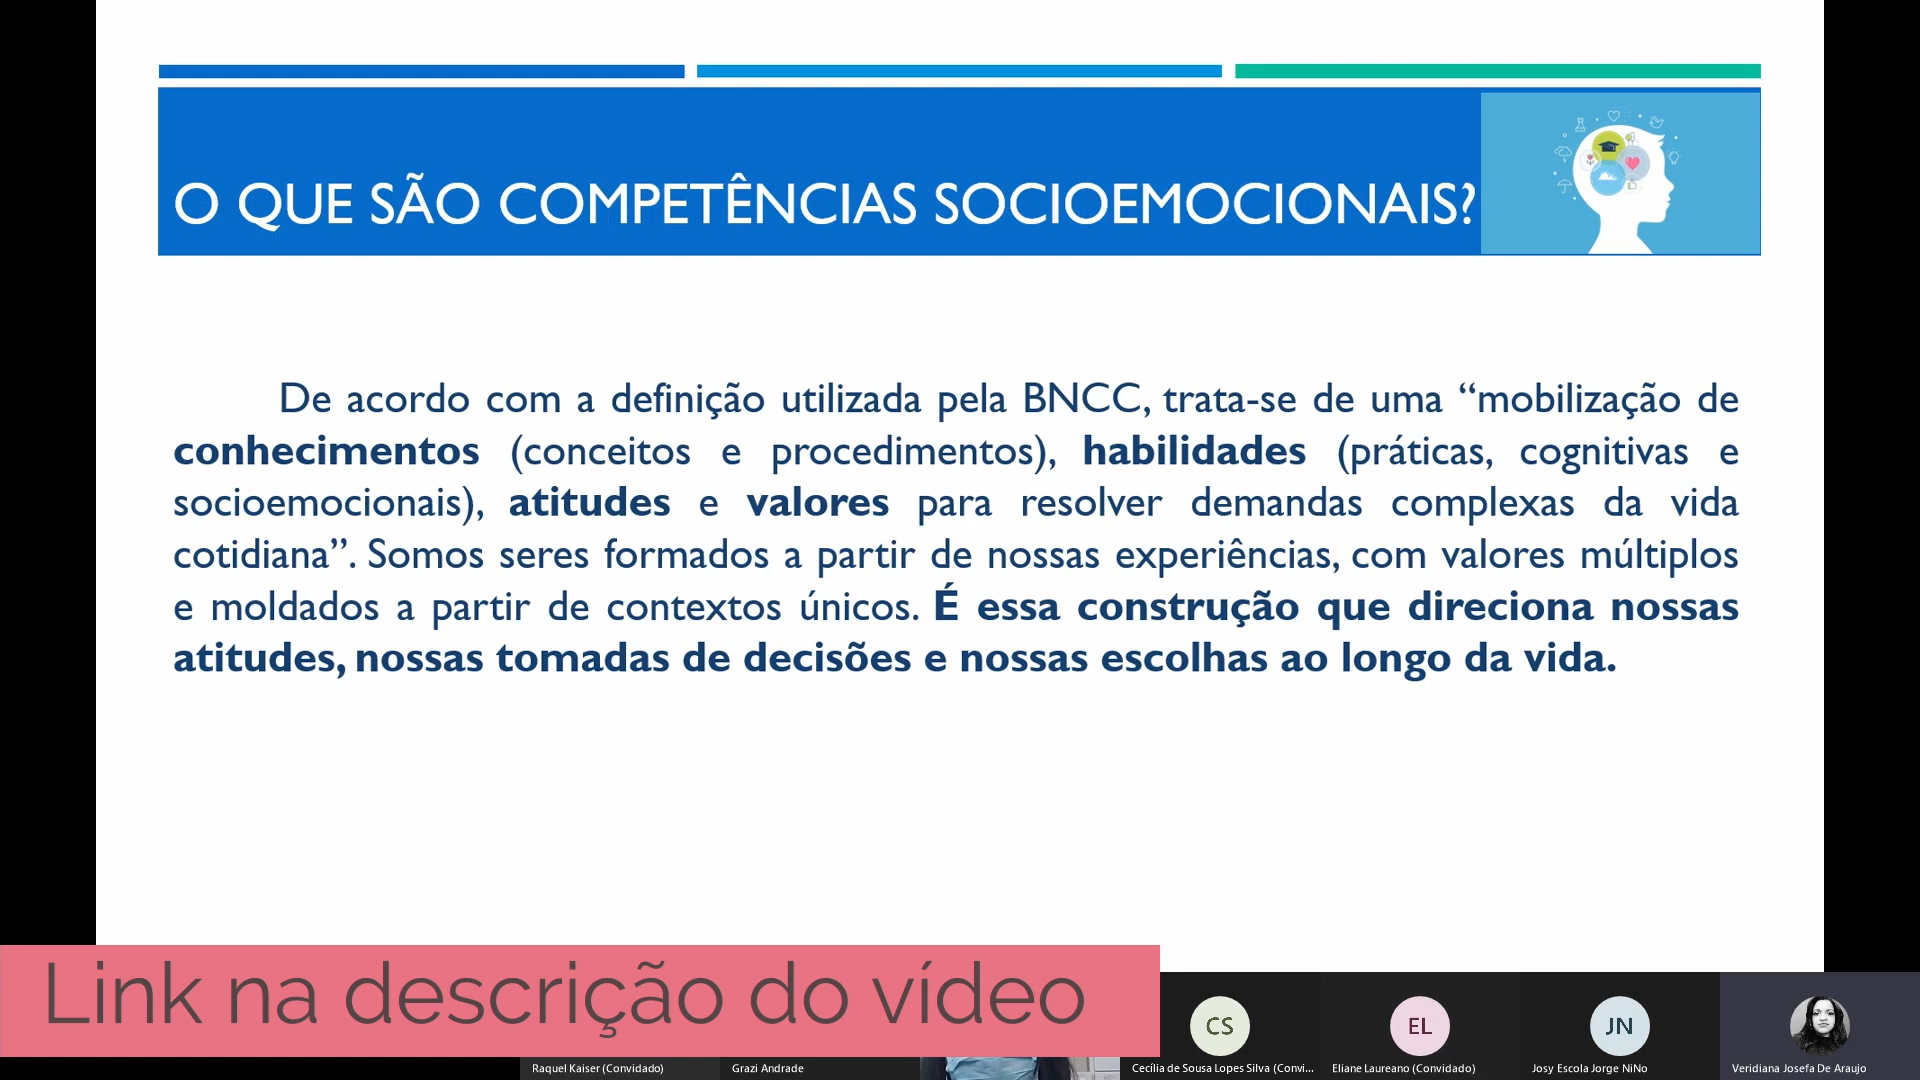 O QUE SÃO COMPETÊNCIAS SOCIOEMOCIONAIS?
De acordo com a definição utilizada pela BNCC, trata-se de uma “mobilização de
conhecimentos (conceitos e procedimentos), habilidades (práticas, cognitivas e
socioemocionais), atitudes e valores para resolver demandas complexas da vida
cotidiana”. Somos seres formados a partir de nossas experiências, com valores múltiplos
e moldados a partir de contextos únicos. É essa construção que direciona nossas
atitudes, nossas tomadas de decisões e nossas escolhas ao longo da vida.
Link na descrição do vídeo
CS
EL
JN
Raquel Kaiser (Convidado)
Grazi Andrade
Cecília de Sousa Lopes Silva (Convi...
Eliane Laureano (Convidado)
Josy Escola Jorge NiNo
Veridiana Josefa De Araujo